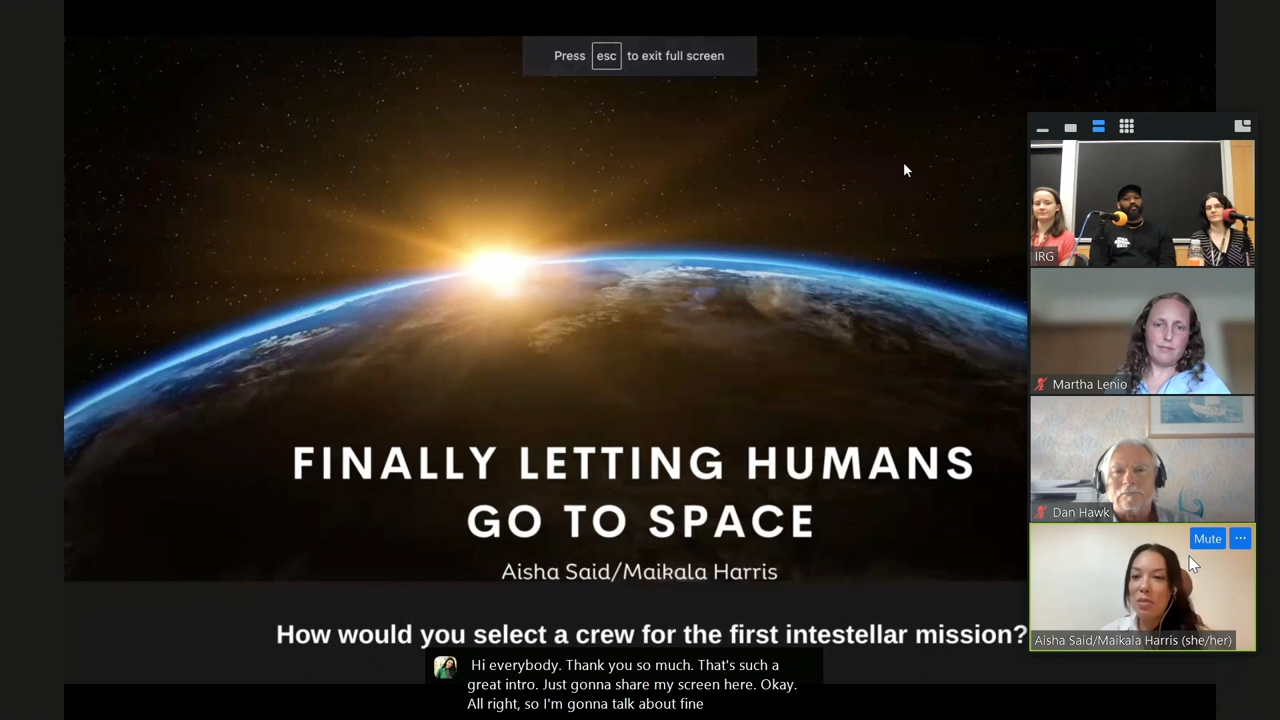 Press esc to exit full screen
IRG
Martha Lenio
Dan Hawk
Mute
Aisha Said/Maikala Harris (she/her)
FINALLY LETTING HUMANS
GO TO SPACE
Aisha Said/Maikala Harris
How would you select a crew for the first intestellar mission?
Hi everybody. Thank you so much. That's such a
great intro. Just gonna share my screen here. Okay.
All right, so I'm gonna talk about fine